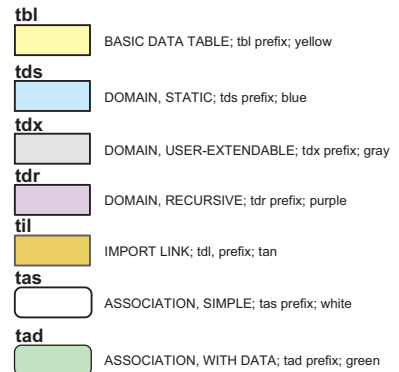 tbl
BASIC DATA TABLE; tbl prefix; yellow
tds
DOMAIN, STATIC; tds prefix; blue
tdx
DOMAIN, USER-EXTENDABLE; tdx prefix; gray
tdr
DOMAIN, RECURSIVE; tdr prefix; purple
til
IMPORT LINK; tdl, prefix; tan
tas
ASSOCIATION, SIMPLE; tas prefix; white
tad
ASSOCIATION, WITH DATA; tad prefix; green